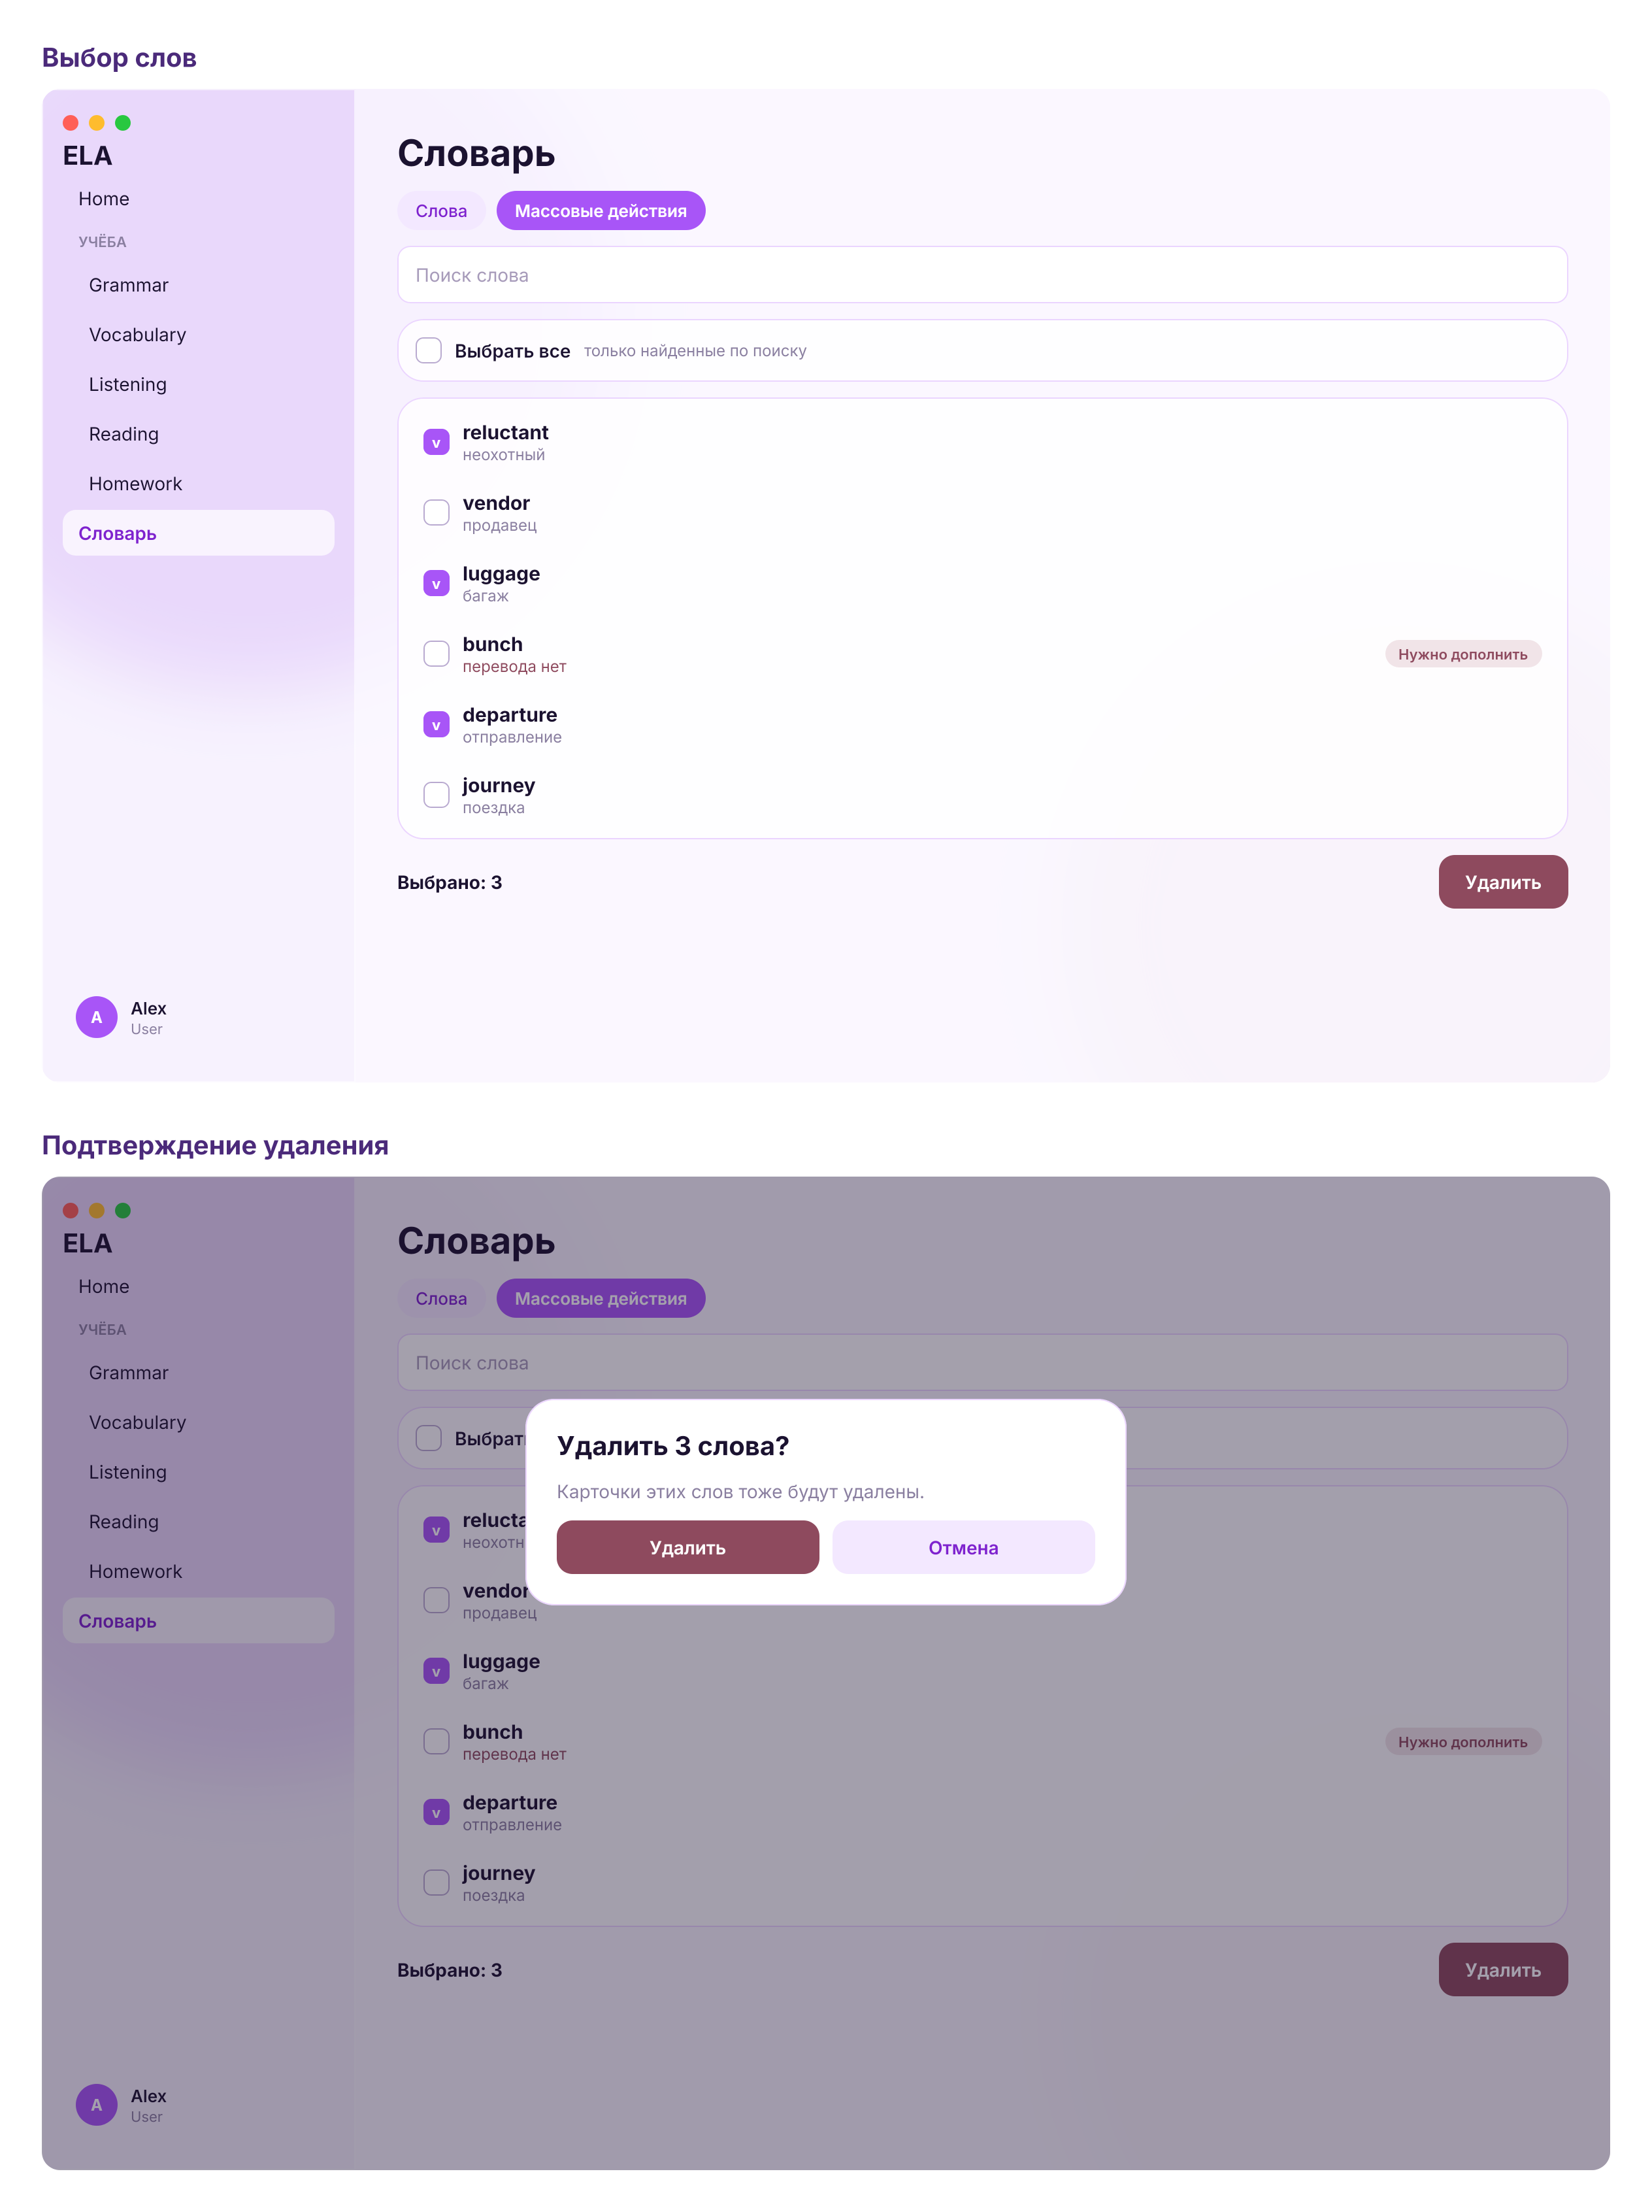 Выбор слов
ELA
Home
УЧЁБА
Grammar
Vocabulary
Listening
Reading
Homework
Словарь
A
Alex
User
Словарь
Слова
Массовые действия
Поиск слова
Выбрать все только найденные по поиску
v
reluctant
неохотный
vendor
продавец
v
luggage
багаж
bunch
перевода нет
Нужно дополнить
v
departure
отправление
journey
поездка
Выбрано: 3
Удалить
Подтверждение удаления
ELA
Home
УЧЁБА
Grammar
Vocabulary
Listening
Reading
Homework
Словарь
A
Alex
User
Словарь
Слова
Массовые действия
Поиск слова
Выбрат
Удалить 3 слова?
Карточки этих слов тоже будут удалены.
Удалить
Отмена
v
relucta
неохотн
vendor
продавец
v
luggage
багаж
bunch
перевода нет
Нужно дополнить
v
departure
отправление
journey
поездка
Выбрано: 3
Удалить